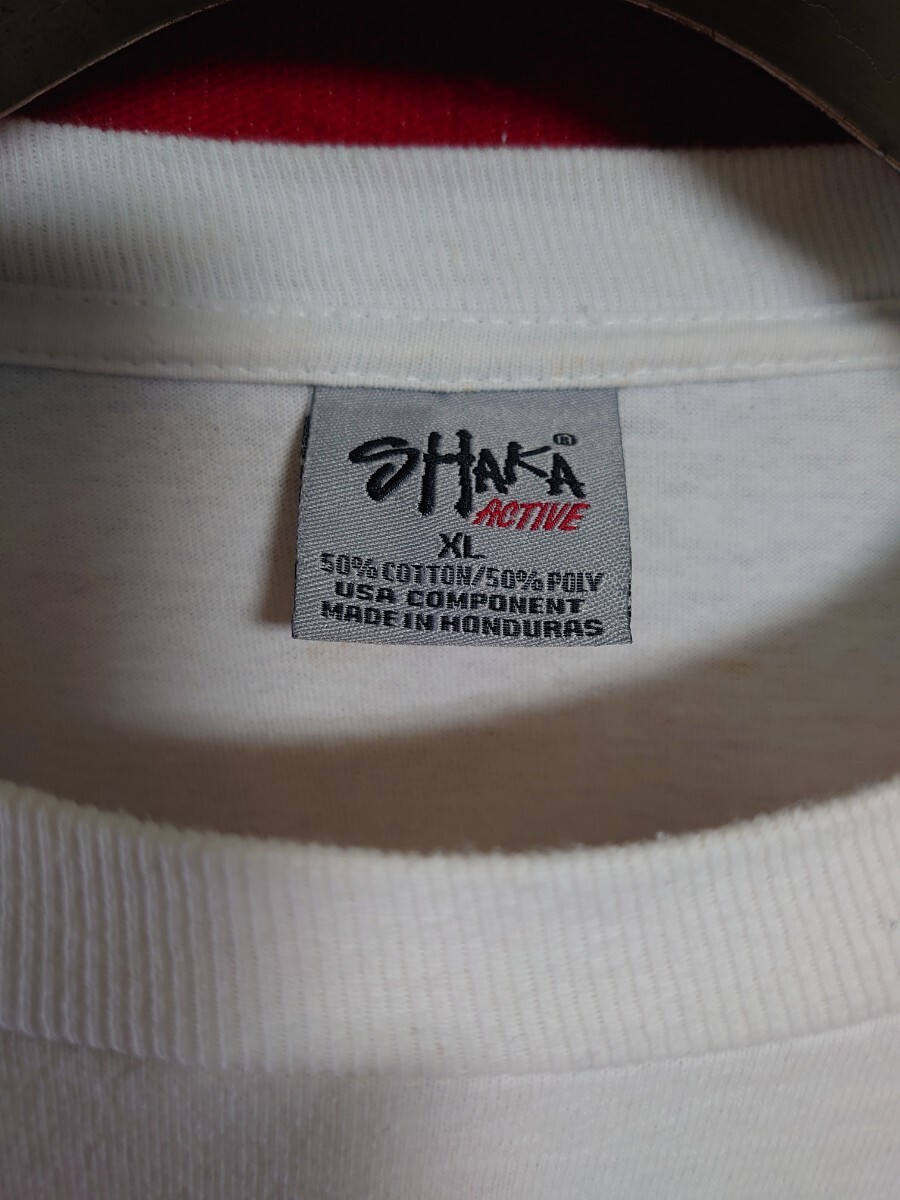 SHAKA®
ACTIVE
XL
50% COTTON/50% POLY
USA COMPONENT
MADE IN HONDURAS